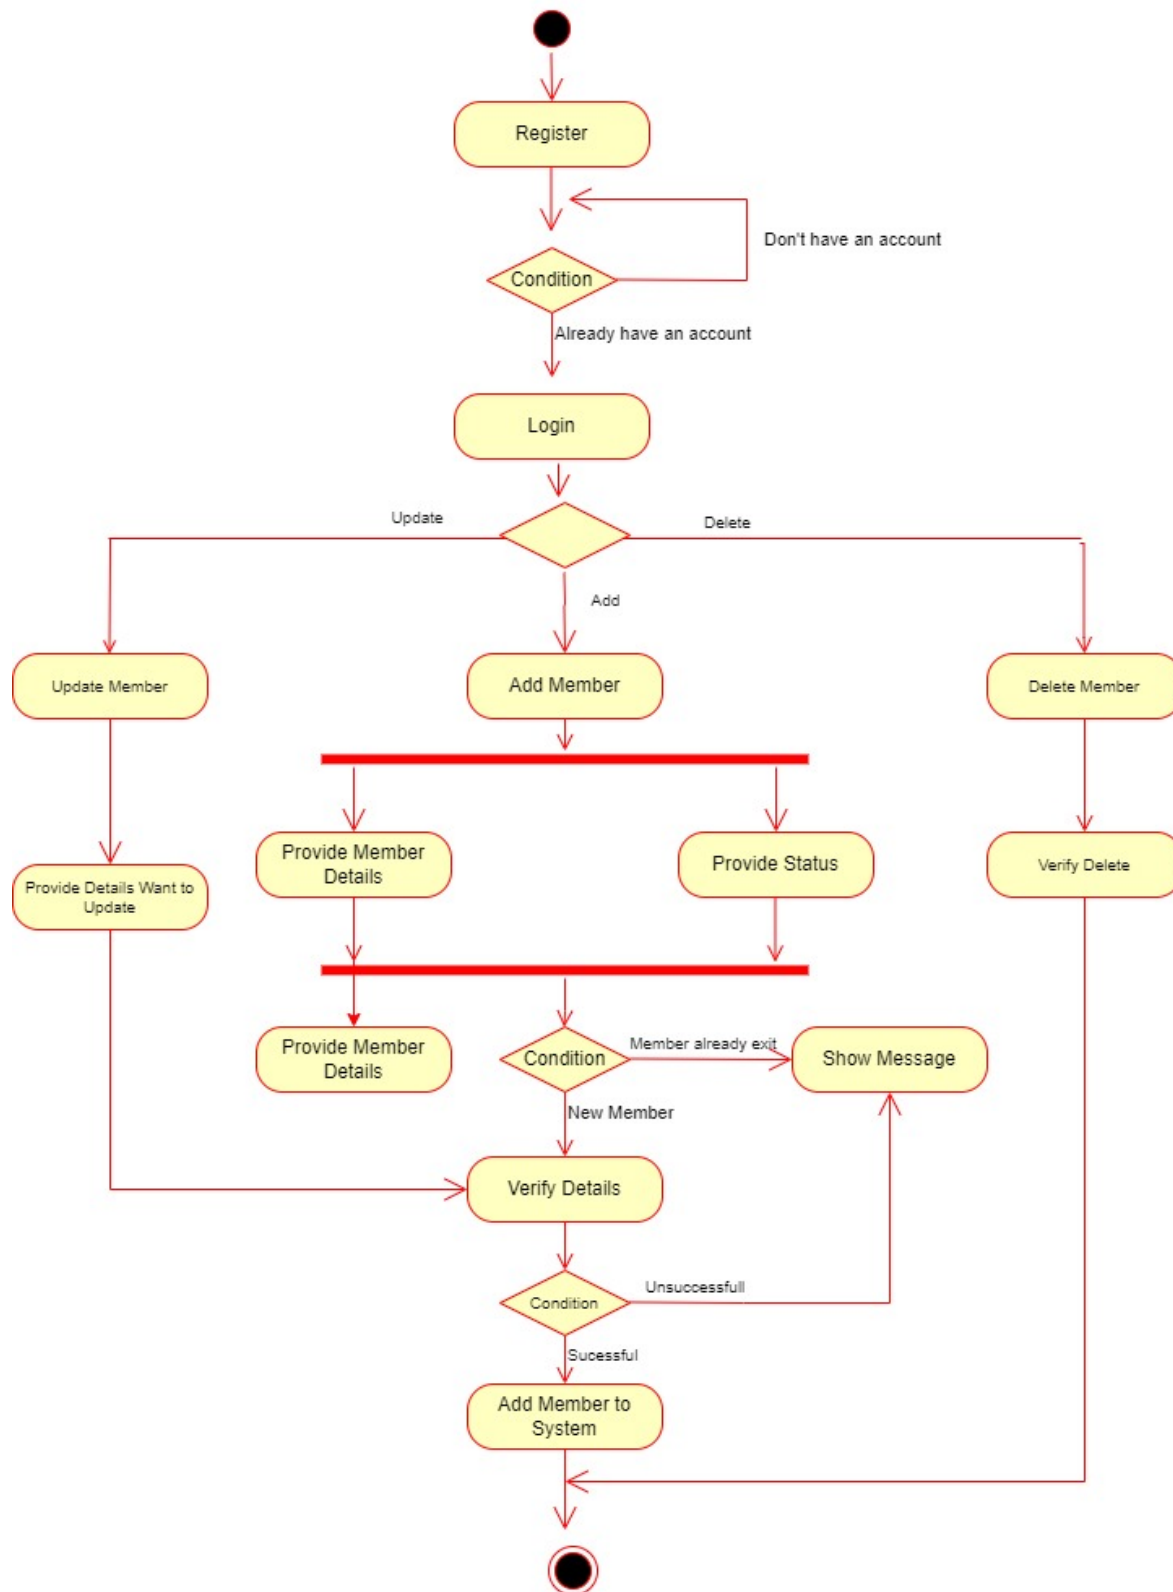 Register
Don't have an account
Condition
Already have an account
Login
Update
Delete
Add
Update Member
Add Member
Delete Member
Provide Member
Details
Provide Status
Verify Delete
Provide Details Want to
Update
Provide Member
Details
Condition
Member already exit
Show Message
New Member
Verify Details
Condition
Unsuccessfull
Sucessful
Add Member to
System